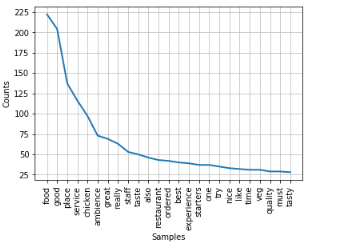 225
200
175
150
125
100
75
50
25
Counts
food
good
place
service
chicken
ambience
great
really
staff
taste
also
restaurant
ordered
best
experience
starters
one
try
nice
like
time
veg
quality
must
tasty
Samples